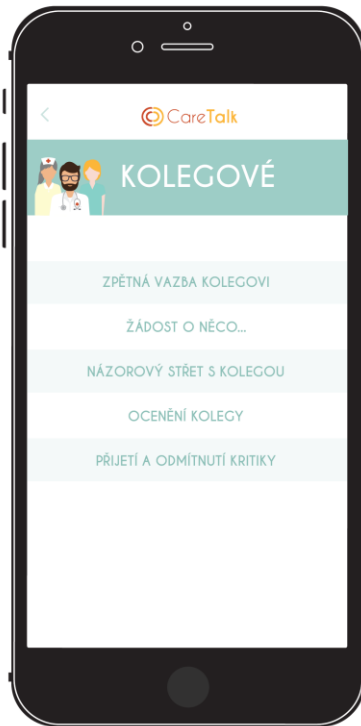 CareTalk
KOLEGOVÉ
ZPĚTNÁ VAZBA KOLEGOVI
ŽÁDOST O NĚCO...
NÁZOROVÝ STŘET S KOLEGOU
OCENĚNÍ KOLEGY
PŘIJETÍ A ODMÍTNUTÍ KRITIKY